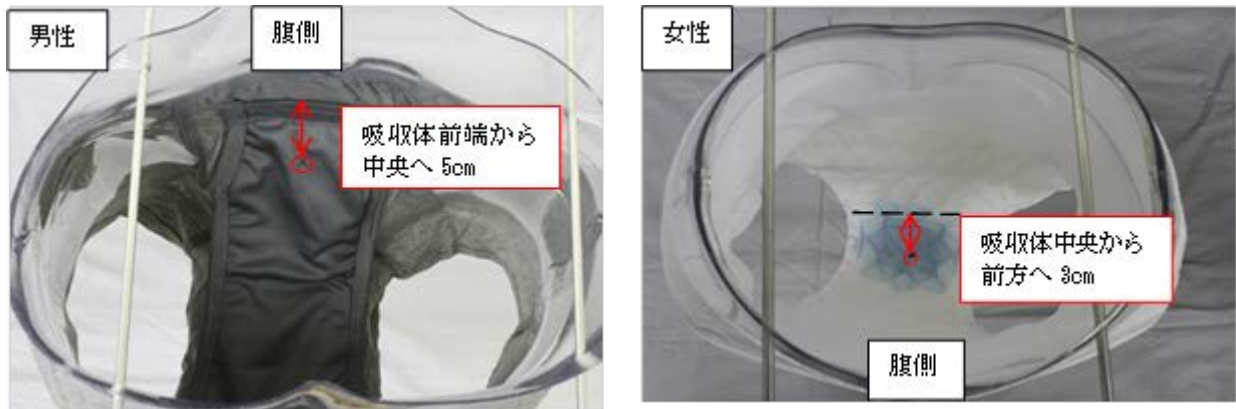 男性
腹側
吸収体前端から
中央へ 5cm
女性
吸収体中央から
前方へ 3cm
腹側